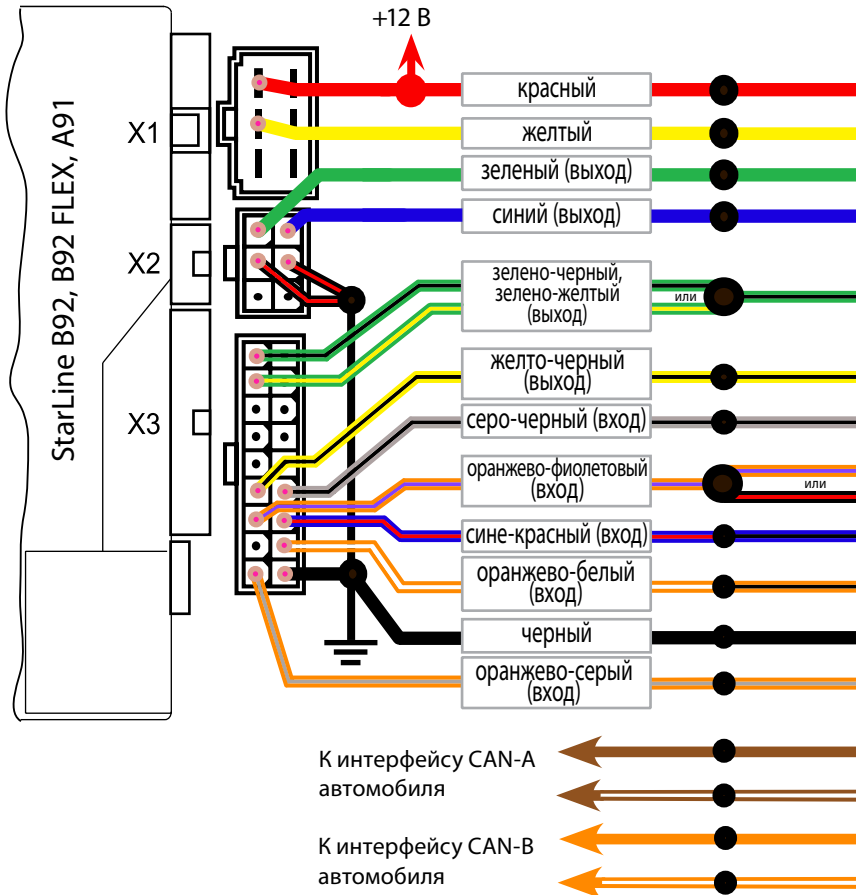 +12 В
StarLine B92, B92 FLEX, A91
X1
X2
X3
красный
желтый
зеленый (выход)
синий (выход)
зелено-черный,
зелено-желтый
(выход)
или
желто-черный
(выход)
серо-черный (вход)
оранжево-фиолетовый
(вход)
или
сине-красный (вход)
оранжево-белый
(вход)
черный
оранжево-серый
(вход)
К интерфейсу CAN-A
автомобиля
К интерфейсу CAN-B
автомобиля